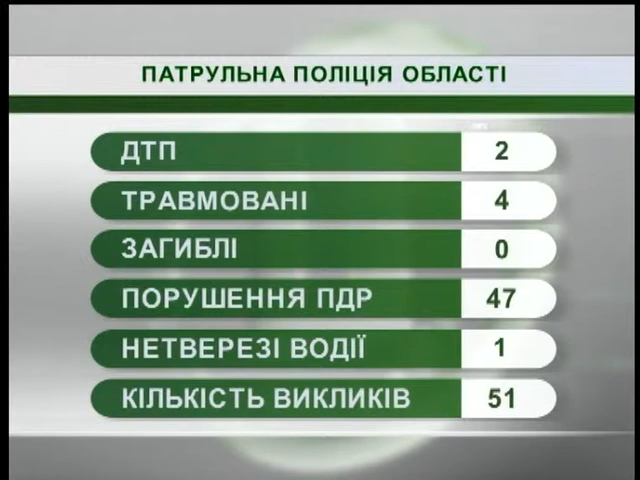 ПАТРУЛЬНА ПОЛІЦІЯ ОБЛАСТІ
ДТП 2
ТРАВМОВАНІ 4
ЗАГИБЛІ 0
ПОРУШЕННЯ ПДР 47
НЕТВЕРЕЗІ ВОДІЇ 1
КІЛЬКІСТЬ ВИКЛИКІВ 51